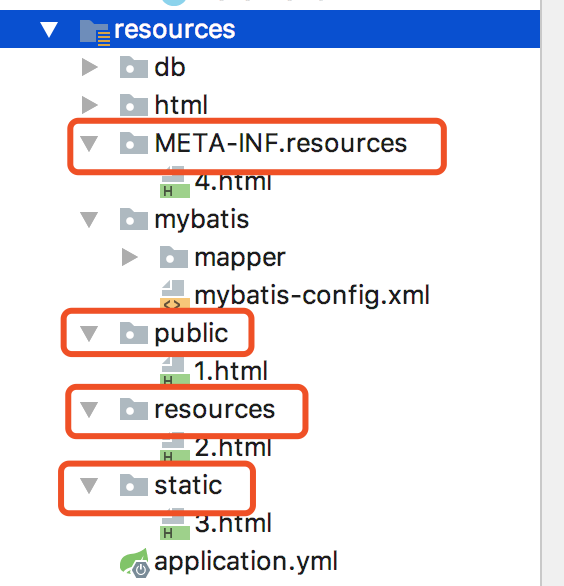 resources
db
html
META-INF.resources
4.html
mybatis
mapper
mybatis-config.xml
public
1.html
resources
2.html
static
3.html
application.yml